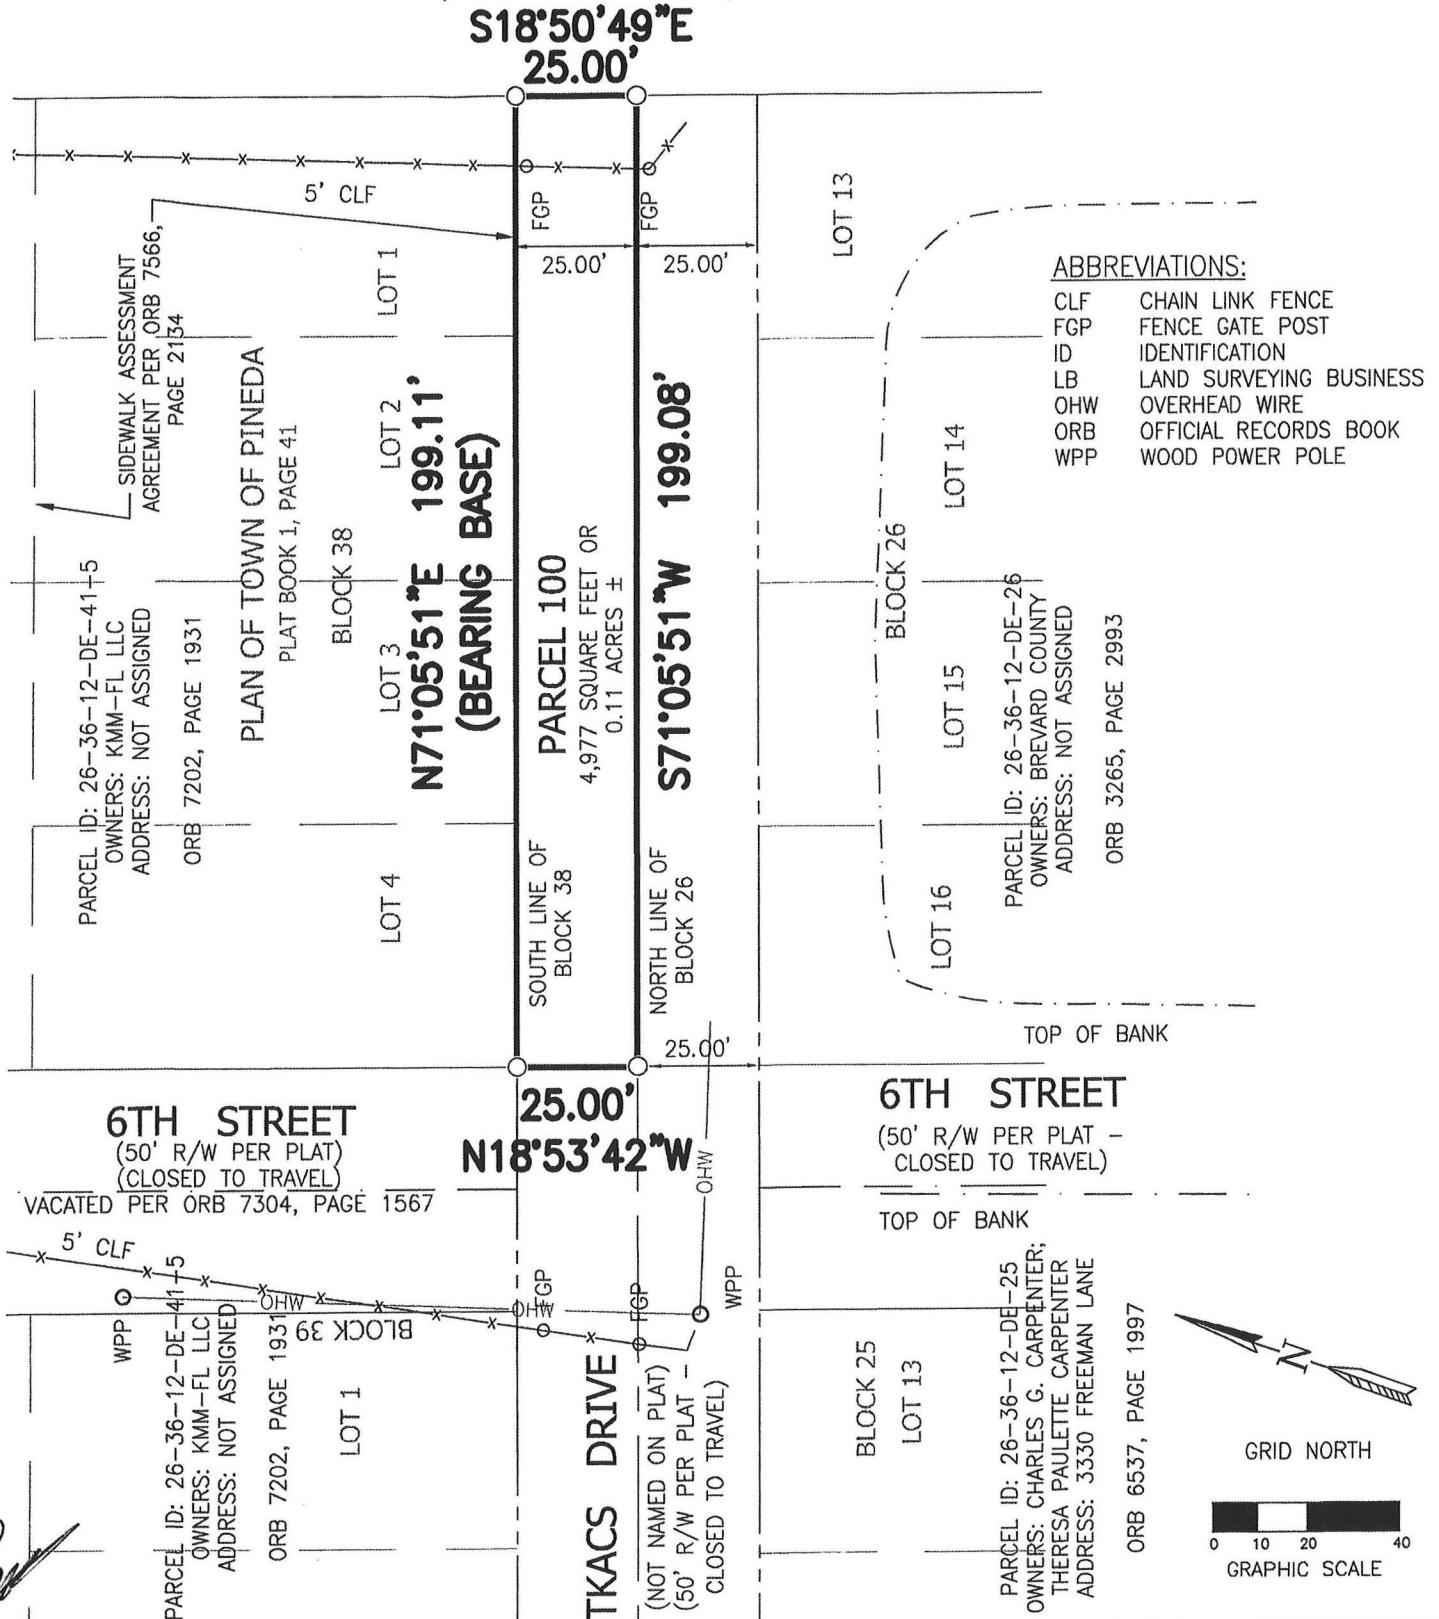 S18°50'49"E
25.00'
5' CLF
FGP
FGP
25.00'
25.00'
LOT 13
SIDEWALK ASSESSMENT
AGREEMENT PER ORB 7566,
PAGE 2134
LOT 1
ABBREVIATIONS:
CLF CHAIN LINK FENCE
FGP FENCE GATE POST
ID IDENTIFICATION
LB LAND SURVEYING BUSINESS
OHW OVERHEAD WIRE
ORB OFFICIAL RECORDS BOOK
WPP WOOD POWER POLE
PLAN OF TOWN OF PINEDA
PLAT BOOK 1, PAGE 41
BLOCK 38
LOT 2
N71°05'51"E 199.11'
(BEARING BASE)
PARCEL 100
4,977 SQUARE FEET OR
0.11 ACRES ±
S71°05'51"W 199.08'
LOT 14
BLOCK 26
PARCEL ID: 26-36-12-DE-41-5
OWNERS: KMM-FL LLC
ADDRESS: NOT ASSIGNED
ORB 7202, PAGE 1931
LOT 3
LOT 15
PARCEL ID: 26-36-12-DE-26
OWNERS: BREVARD COUNTY
ADDRESS: NOT ASSIGNED
ORB 3265, PAGE 2993
LOT 4
SOUTH LINE OF
BLOCK 38
NORTH LINE OF
BLOCK 26
LOT 16
25.00'
TOP OF BANK
6TH STREET
(50' R/W PER PLAT)
(CLOSED TO TRAVEL)
VACATED PER ORB 7304, PAGE 1567
25.00'
N18°53'42"W
OHW
6TH STREET
(50' R/W PER PLAT -
CLOSED TO TRAVEL)
TOP OF BANK
5' CLF
WPP
OHW
BLOCK 39
OHW
FGP
FGP
WPP
PARCEL ID: 26-36-12-DE-41-5
OWNERS: KMM-FL LLC
ADDRESS: NOT ASSIGNED
ORB 7202, PAGE 1931
LOT 1
TKACS DRIVE
(NOT NAMED ON PLAT)
(50' R/W PER PLAT -
CLOSED TO TRAVEL)
BLOCK 25
LOT 13
PARCEL ID: 26-36-12-DE-25
OWNERS: CHARLES G. CARPENTER;
THERESA PAULETTE CARPENTER
ADDRESS: 3330 FREEMAN LANE
ORB 6537, PAGE 1997
N
GRID NORTH
0 10 20 40
GRAPHIC SCALE